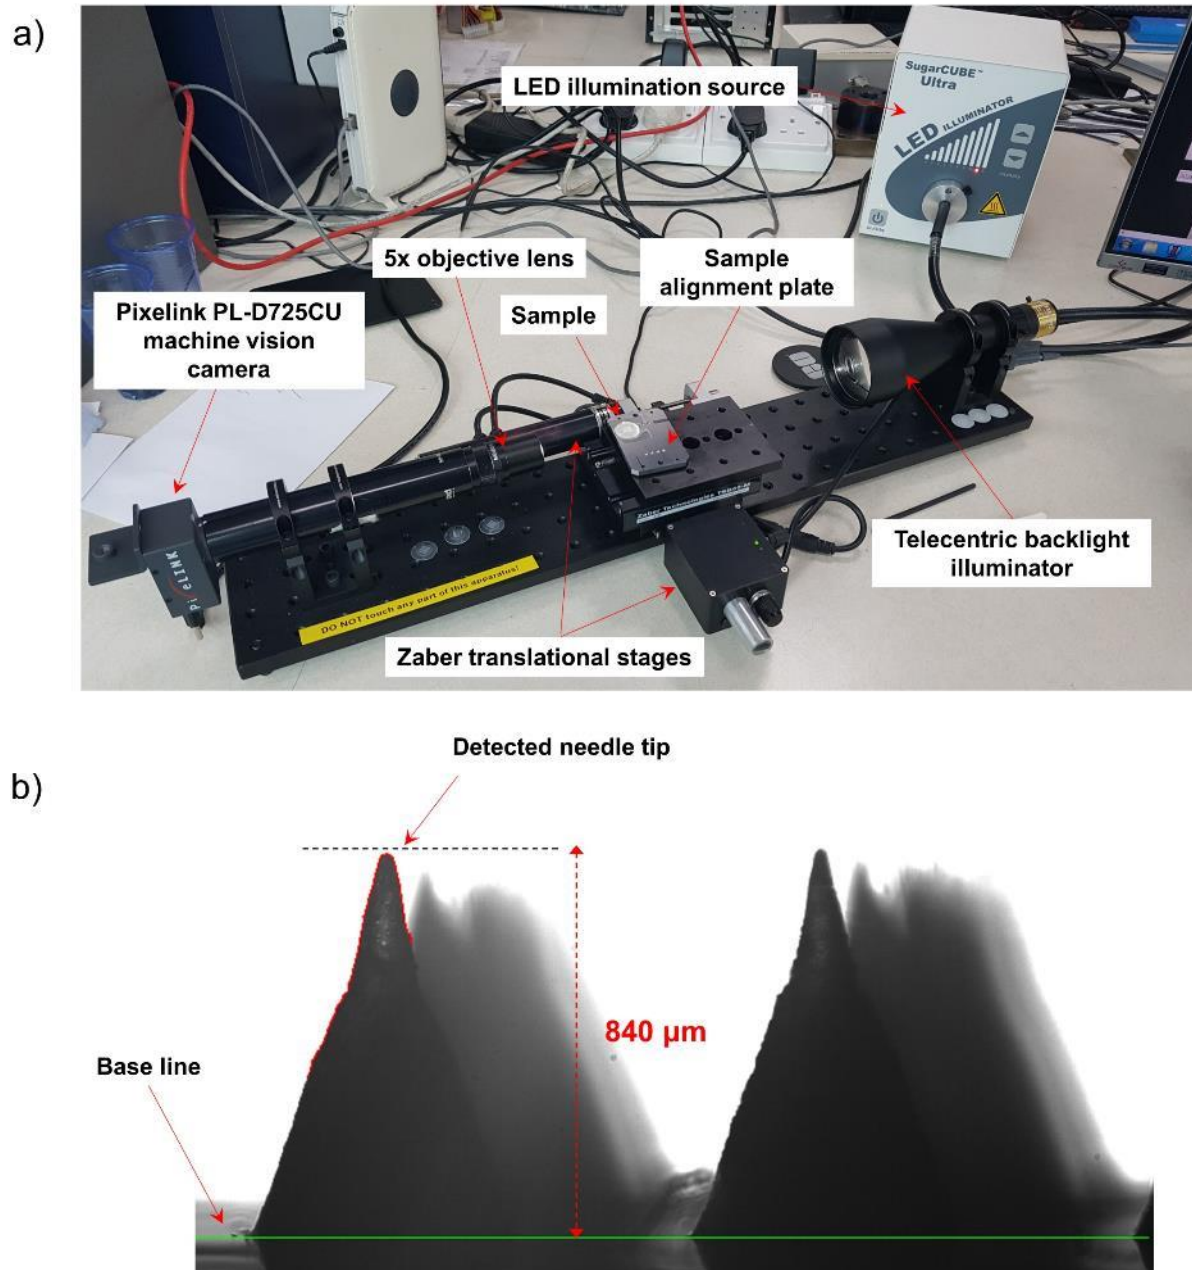 a)
LED illumination source
SugarCUBE™
Ultra
LED ILLUMINATOR
5x objective lens
Sample
alignment plate
Pixelink PL-D725CU
machine vision
camera
Sample
PixeLINK
DO NOT touch any part of this apparatus!
Telecentric backlight
illuminator
Zaber translational stages
Detected needle tip
b)
840 µm
Base line